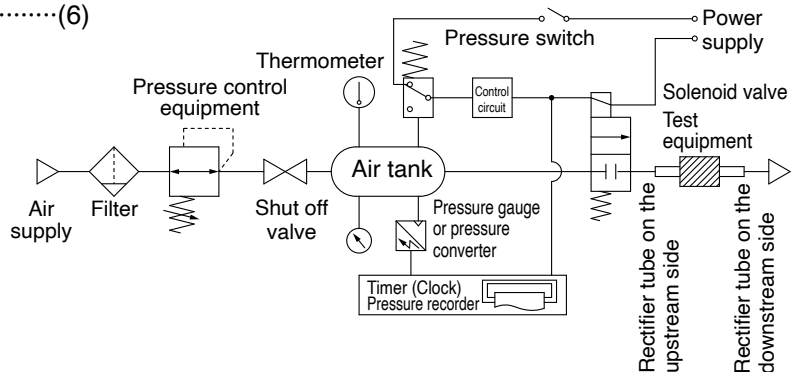 ········(6)
Thermometer
Pressure switch
Power
supply
Pressure control
equipment
Control
circuit
Solenoid valve
Test
equipment
Air tank
Air
supply
Filter
Shut off
valve
Pressure gauge
or pressure
converter
Timer (Clock)
Pressure recorder
Rectifier tube on the
upstream side
Rectifier tube on the
downstream side